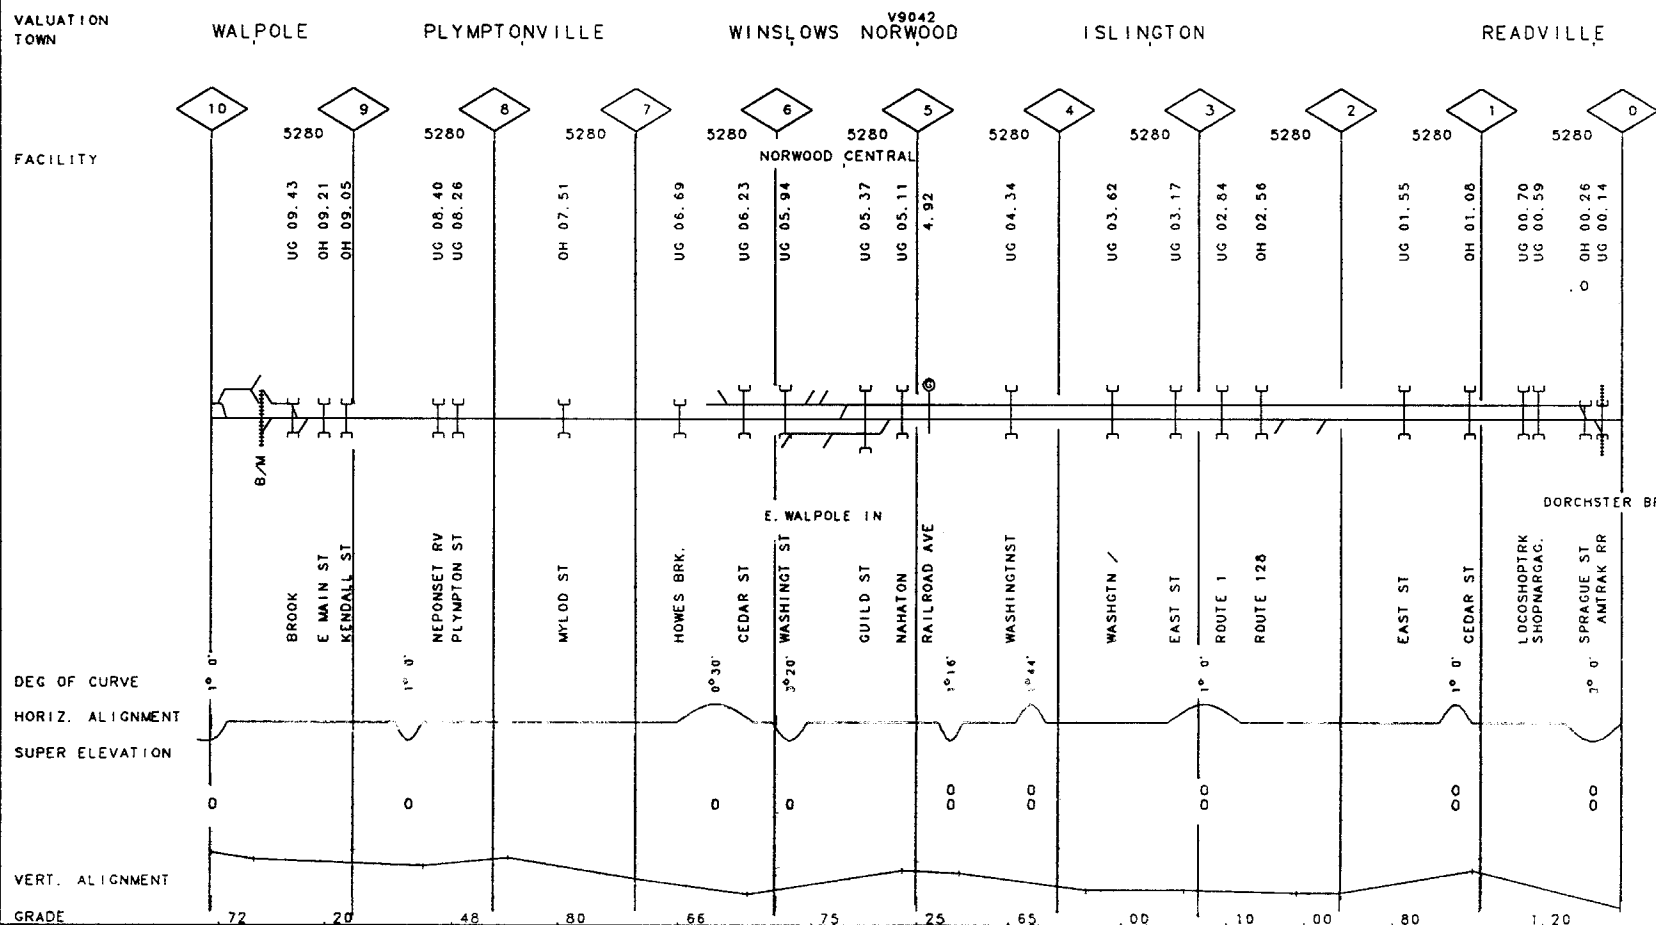 VALUATION V9042
TOWN WALPOLE PLYMPTONVILLE WINSLOWS NORWOOD ISLINGTON READVILLE
10 9 8 7 6 5 4 3 2 1 0
5280 5280 5280 5280 5280 5280 5280 5280 5280 5280
FACILITY NORWOOD CENTRAL
UG 09.43
OH 09.21
OH 09.05
UG 08.40
UG 08.26
OH 07.51
UG 06.69
UG 06.23
UG 05.94
UG 05.37
UG 05.11
4.92
UG 04.34
UG 03.62
UG 03.17
UG 02.84
OH 02.56
UG 01.55
OH 01.08
UG 00.70
UG 00.59
OH 00.26
UG 00.14
.0
G
B/M
E. WALPOLE IN
DORCHSTER BR
BROOK
E MAIN ST
KENDALL ST
NEPONSET RV
PLYMPTON ST
MYLOD ST
HOWES BRK.
CEDAR ST
WASHINGT ST
GUILD ST
NAHATON
RAILROAD AVE
WASHINGTNST
WASHGTN /
EAST ST
ROUTE 1
ROUTE 128
EAST ST
CEDAR ST
LOCOSHOPTRK
SHOPNARGAG.
SPRAGUE ST
AMTRAK RR
DEG OF CURVE 1° 0' 1° 0' 0°30' 3°20' 1°16' 1°44' 1° 0' 1° 0' 3° 0'
HORIZ. ALIGNMENT
SUPER ELEVATION
0 0 0 0
0 0 0 0 0 0 0 0 0
VERT. ALIGNMENT
GRADE .72 .20 .48 .80 .66 .75 .25 .65 .00 .10 .00 .80 1.20